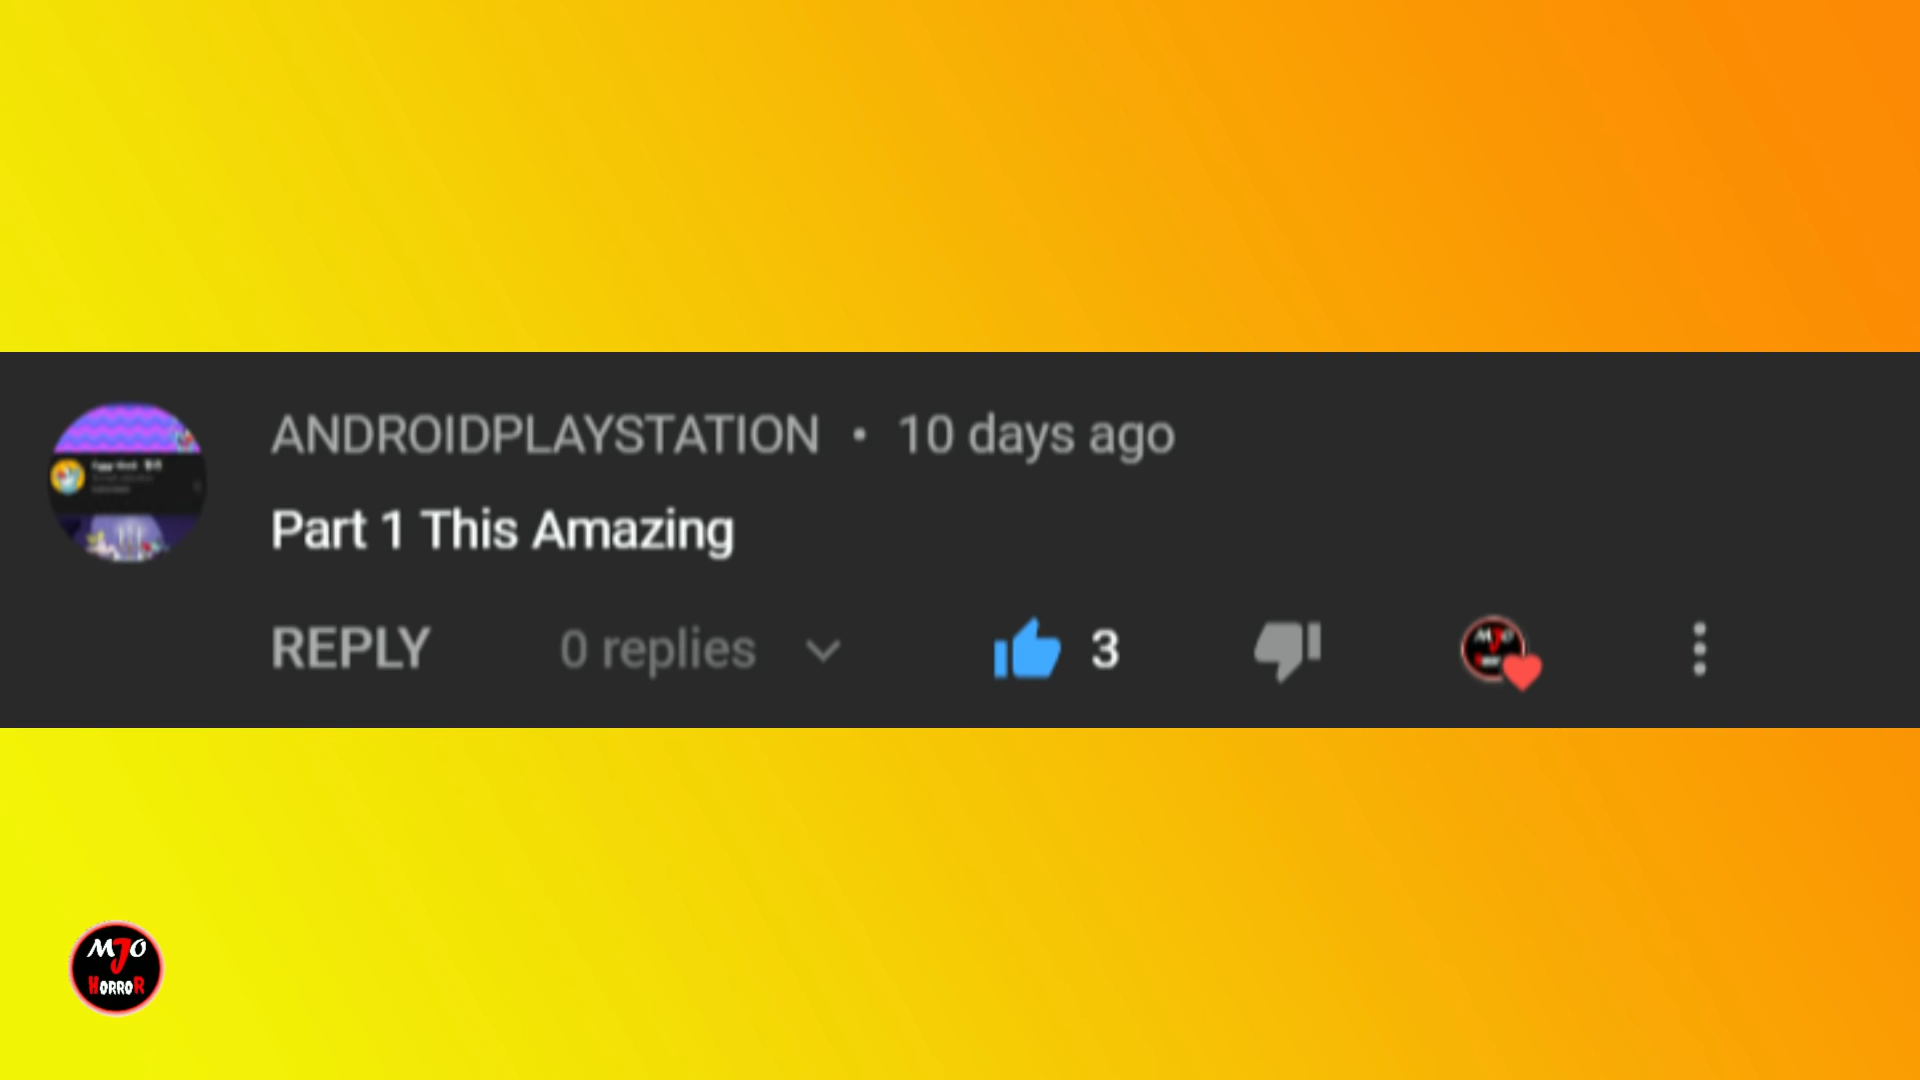 ANDROIDPLAYSTATION • 10 days ago
Part 1 This Amazing
REPLY 0 replies 3
MJO
HORROR